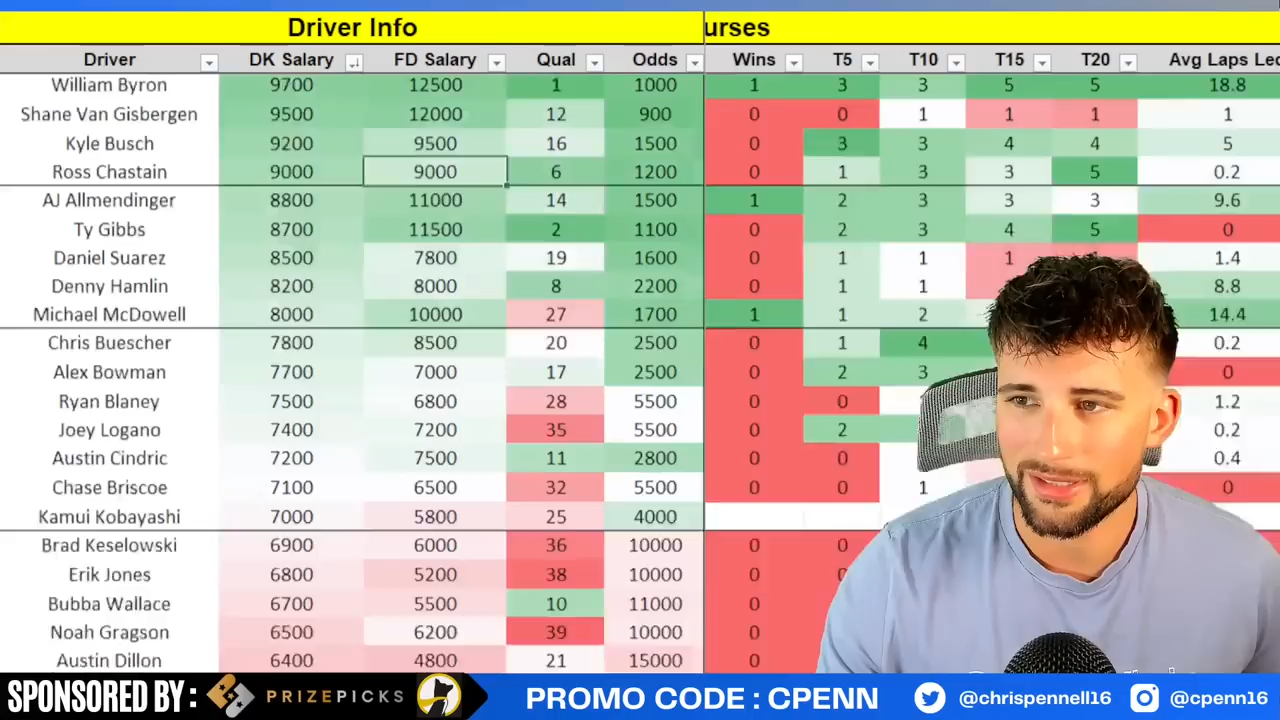 Driver Info urses
Driver DK Salary FD Salary Qual Odds Wins T5 T10 T15 T20 Avg Laps Lec
William Byron 9700 12500 1 1000 1 3 3 5 5 18.8
Shane Van Gisbergen 9500 12000 12 900 0 0 1 1 1 1
Kyle Busch 9200 9500 16 1500 0 3 3 4 4 5
Ross Chastain 9000 9000 6 1200 0 1 3 3 5 0.2
AJ Allmendinger 8800 11000 14 1500 1 2 3 3 3 9.6
Ty Gibbs 8700 11500 2 1100 0 2 3 4 5 0
Daniel Suarez 8500 7800 19 1600 0 1 1 1 1.4
Denny Hamlin 8200 8000 8 2200 0 1 1 8.8
Michael McDowell 8000 10000 27 1700 1 1 2 14.4
Chris Buescher 7800 8500 20 2500 0 1 4 0.2
Alex Bowman 7700 7000 17 2500 0 2 3 0
Ryan Blaney 7500 6800 28 5500 0 0 1.2
Joey Logano 7400 7200 35 5500 0 2 0.2
Austin Cindric 7200 7500 11 2800 0 0 0.4
Chase Briscoe 7100 6500 32 5500 0 0 1 0
Kamui Kobayashi 7000 5800 25 4000
Brad Keselowski 6900 6000 36 10000 0 0
Erik Jones 6800 5200 38 10000 0
Bubba Wallace 6700 5500 10 11000 0
Noah Gragson 6500 6200 39 10000 0
Austin Dillon 6400 4800 21 15000 0
SPONSORED BY : PRIZEPICKS PROMO CODE : CPENN @chrispennell16 @cpenn16